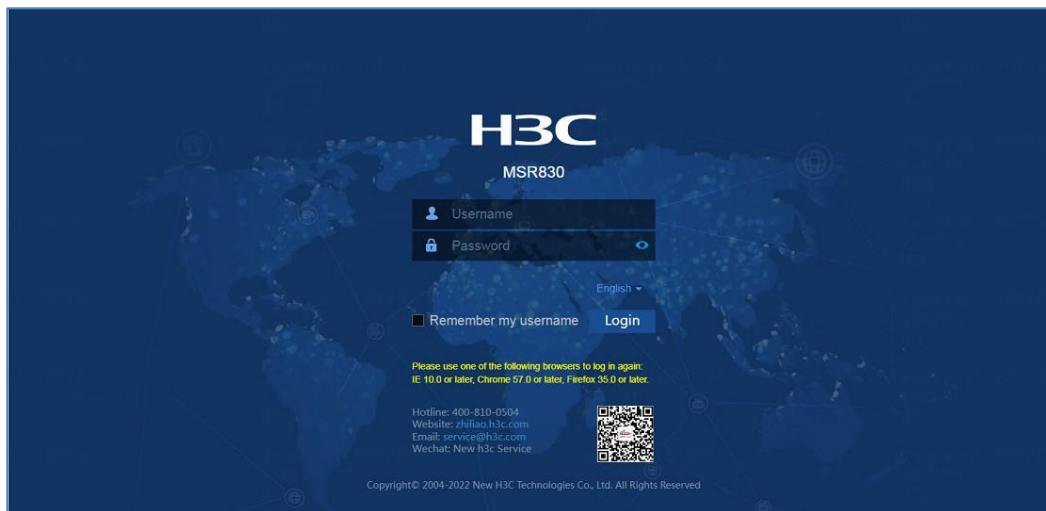 H3C
MSR830
Username
Password
English
Remember my username Login
Please use one of the following browsers to log in again:
IE 10.0 or later, Chrome 57.0 or later, Firefox 35.0 or later.
Hotline: 400-810-0504
Website: zhiliao.h3c.com
Email: service@h3c.com
Wechat: New h3c Service
Copyright© 2004-2022 New H3C Technologies Co., Ltd. All Rights Reserved